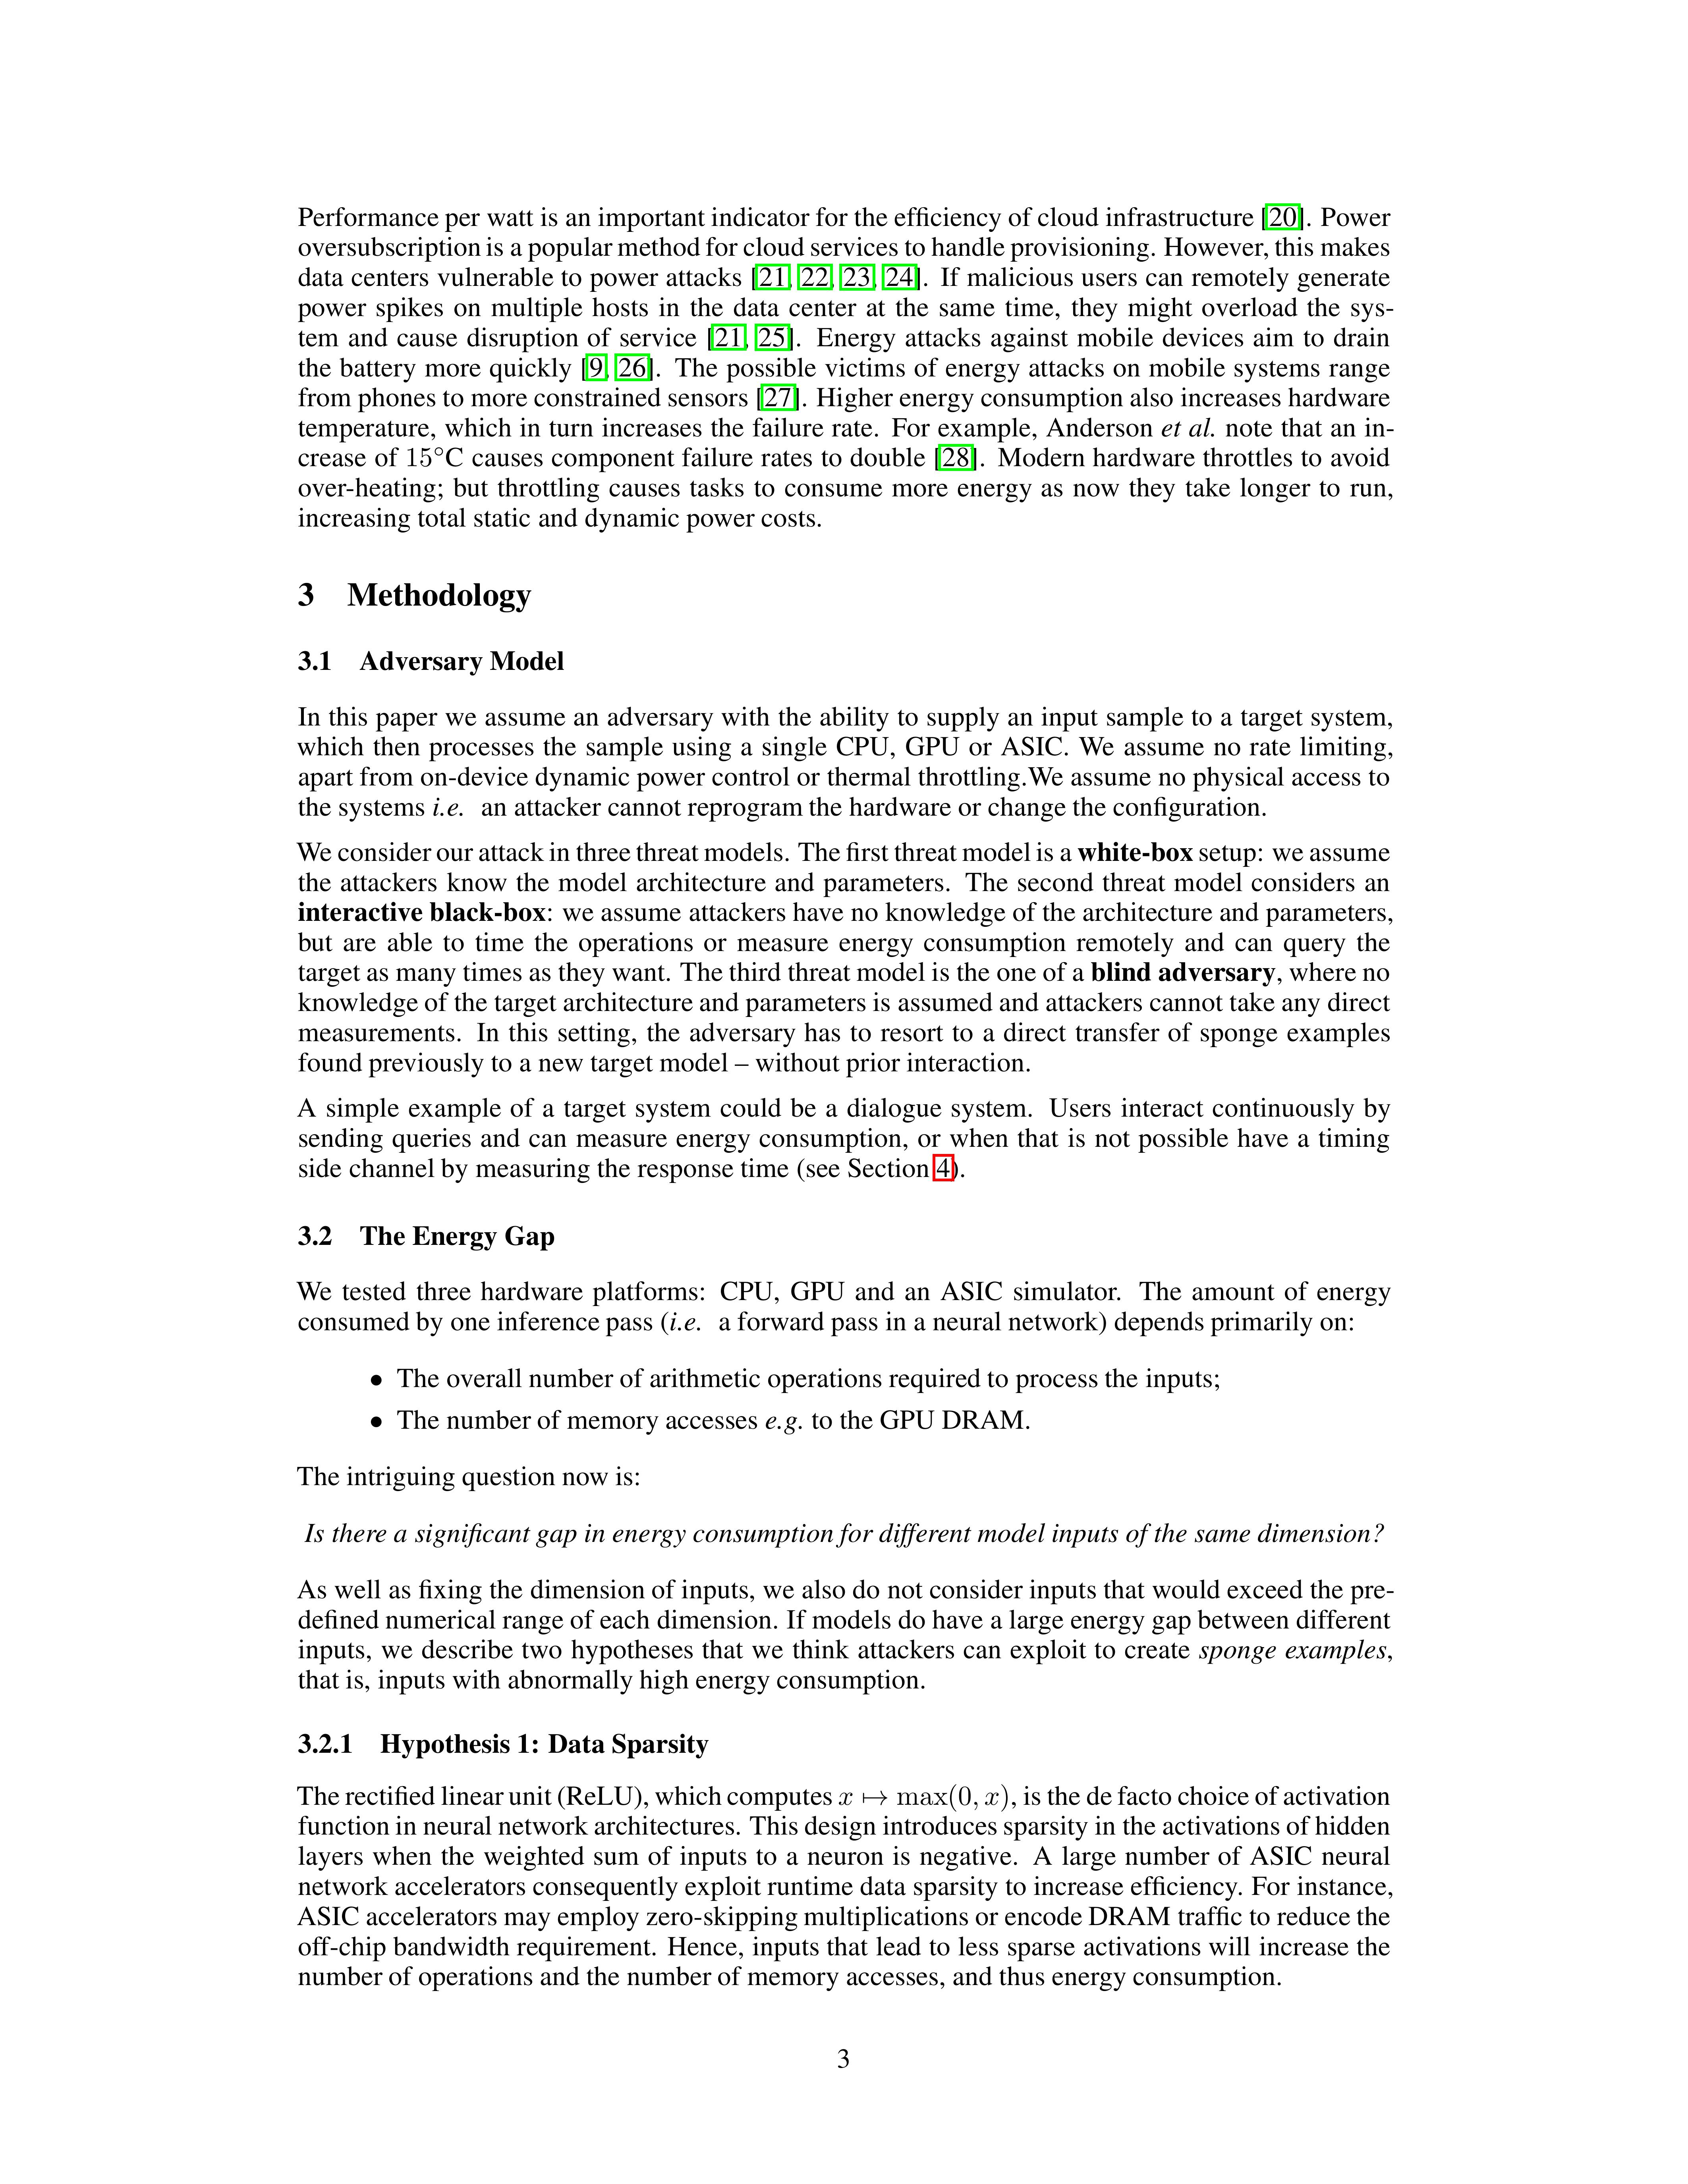 Performance per watt is an important indicator for the efficiency of cloud infrastructure [20]. Power
oversubscription is a popular method for cloud services to handle provisioning. However, this makes
data centers vulnerable to power attacks [21, 22, 23, 24]. If malicious users can remotely generate
power spikes on multiple hosts in the data center at the same time, they might overload the sys-
tem and cause disruption of service [21, 25]. Energy attacks against mobile devices aim to drain
the battery more quickly [9, 26]. The possible victims of energy attacks on mobile systems range
from phones to more constrained sensors [27]. Higher energy consumption also increases hardware
temperature, which in turn increases the failure rate. For example, Anderson et al. note that an in-
crease of 15°C causes component failure rates to double [28]. Modern hardware throttles to avoid
over-heating; but throttling causes tasks to consume more energy as now they take longer to run,
increasing total static and dynamic power costs.
3 Methodology
3.1 Adversary Model
In this paper we assume an adversary with the ability to supply an input sample to a target system,
which then processes the sample using a single CPU, GPU or ASIC. We assume no rate limiting,
apart from on-device dynamic power control or thermal throttling.We assume no physical access to
the systems i.e. an attacker cannot reprogram the hardware or change the configuration.
We consider our attack in three threat models. The first threat model is a white-box setup: we assume
the attackers know the model architecture and parameters. The second threat model considers an
interactive black-box: we assume attackers have no knowledge of the architecture and parameters,
but are able to time the operations or measure energy consumption remotely and can query the
target as many times as they want. The third threat model is the one of a blind adversary, where no
knowledge of the target architecture and parameters is assumed and attackers cannot take any direct
measurements. In this setting, the adversary has to resort to a direct transfer of sponge examples
found previously to a new target model – without prior interaction.
A simple example of a target system could be a dialogue system. Users interact continuously by
sending queries and can measure energy consumption, or when that is not possible have a timing
side channel by measuring the response time (see Section 4).
3.2 The Energy Gap
We tested three hardware platforms: CPU, GPU and an ASIC simulator. The amount of energy
consumed by one inference pass (i.e. a forward pass in a neural network) depends primarily on:
• The overall number of arithmetic operations required to process the inputs;
• The number of memory accesses e.g. to the GPU DRAM.
The intriguing question now is:
Is there a significant gap in energy consumption for different model inputs of the same dimension?
As well as fixing the dimension of inputs, we also do not consider inputs that would exceed the pre-
defined numerical range of each dimension. If models do have a large energy gap between different
inputs, we describe two hypotheses that we think attackers can exploit to create sponge examples,
that is, inputs with abnormally high energy consumption.
3.2.1 Hypothesis 1: Data Sparsity
The rectified linear unit (ReLU), which computes x ↦ max(0, x), is the de facto choice of activation
function in neural network architectures. This design introduces sparsity in the activations of hidden
layers when the weighted sum of inputs to a neuron is negative. A large number of ASIC neural
network accelerators consequently exploit runtime data sparsity to increase efficiency. For instance,
ASIC accelerators may employ zero-skipping multiplications or encode DRAM traffic to reduce the
off-chip bandwidth requirement. Hence, inputs that lead to less sparse activations will increase the
number of operations and the number of memory accesses, and thus energy consumption.
3